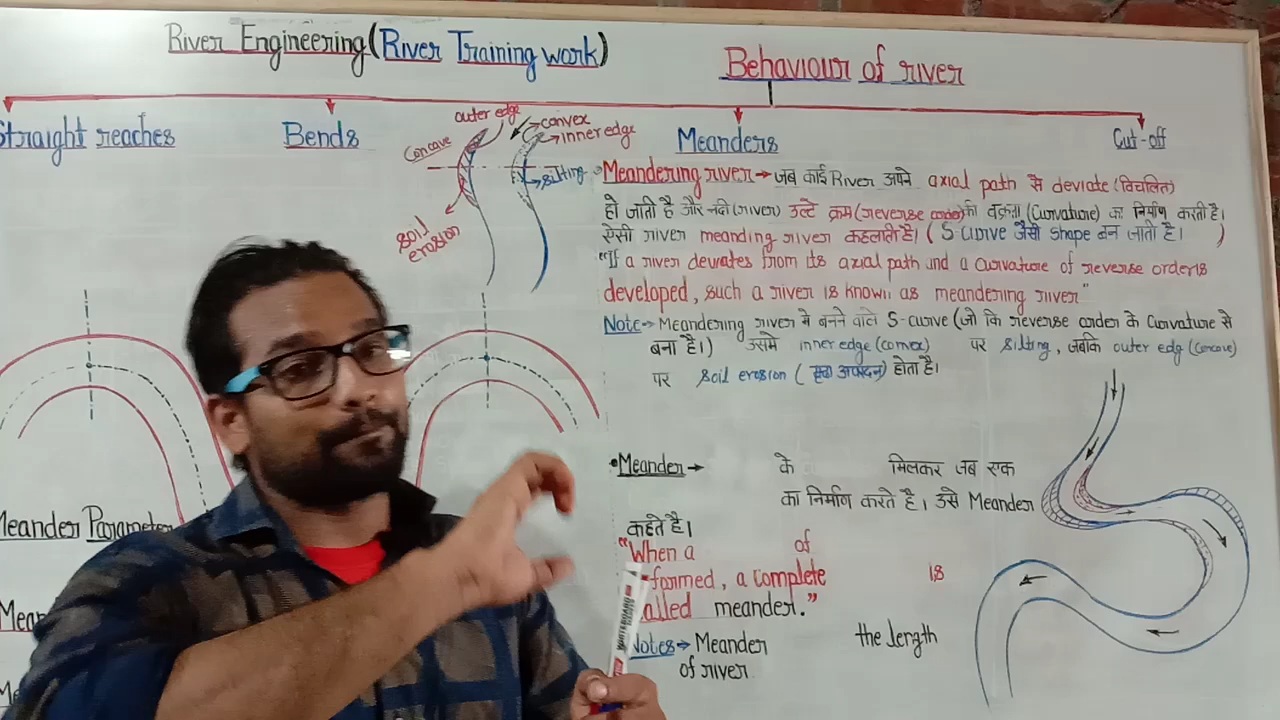 River Engineering (River Training work)
Behaviour of river
Straight reaches
Bends
Meanders
Cut-off
outer edge
convex
inner edge
Concave
silting
soil
erosion
• Meandering river → जब कोई River अपने axial path से deviate (विचलित)
हो जाती है और नदी (river) उल्टे क्रम (reverse order) की वक्रता (Curvature) का निर्माण करती है।
ऐसी river meanding river कहलाती है। ( S curve जैसी shape बन जाता है। )
"If a river deviates from its axial path and a curvature of reverse order is
developed, such a river is known as meandering river"
Note → Meandering river में बनने वाले S-curve (जो कि reverse order के Curvature से
बना है।) उसमे inner edge (convex) पर silting, जबकि outer edg (concave)
पर soil erosion ( मृदा अपरदन) होता है।
• Meander → के मिलकर जब एक
का निर्माण करते है। उसे Meander
कहते है।
"When a of
formed, a complete is
alled meander."
Notes → Meander the length
of river
Meander Parameter
Mean
Me